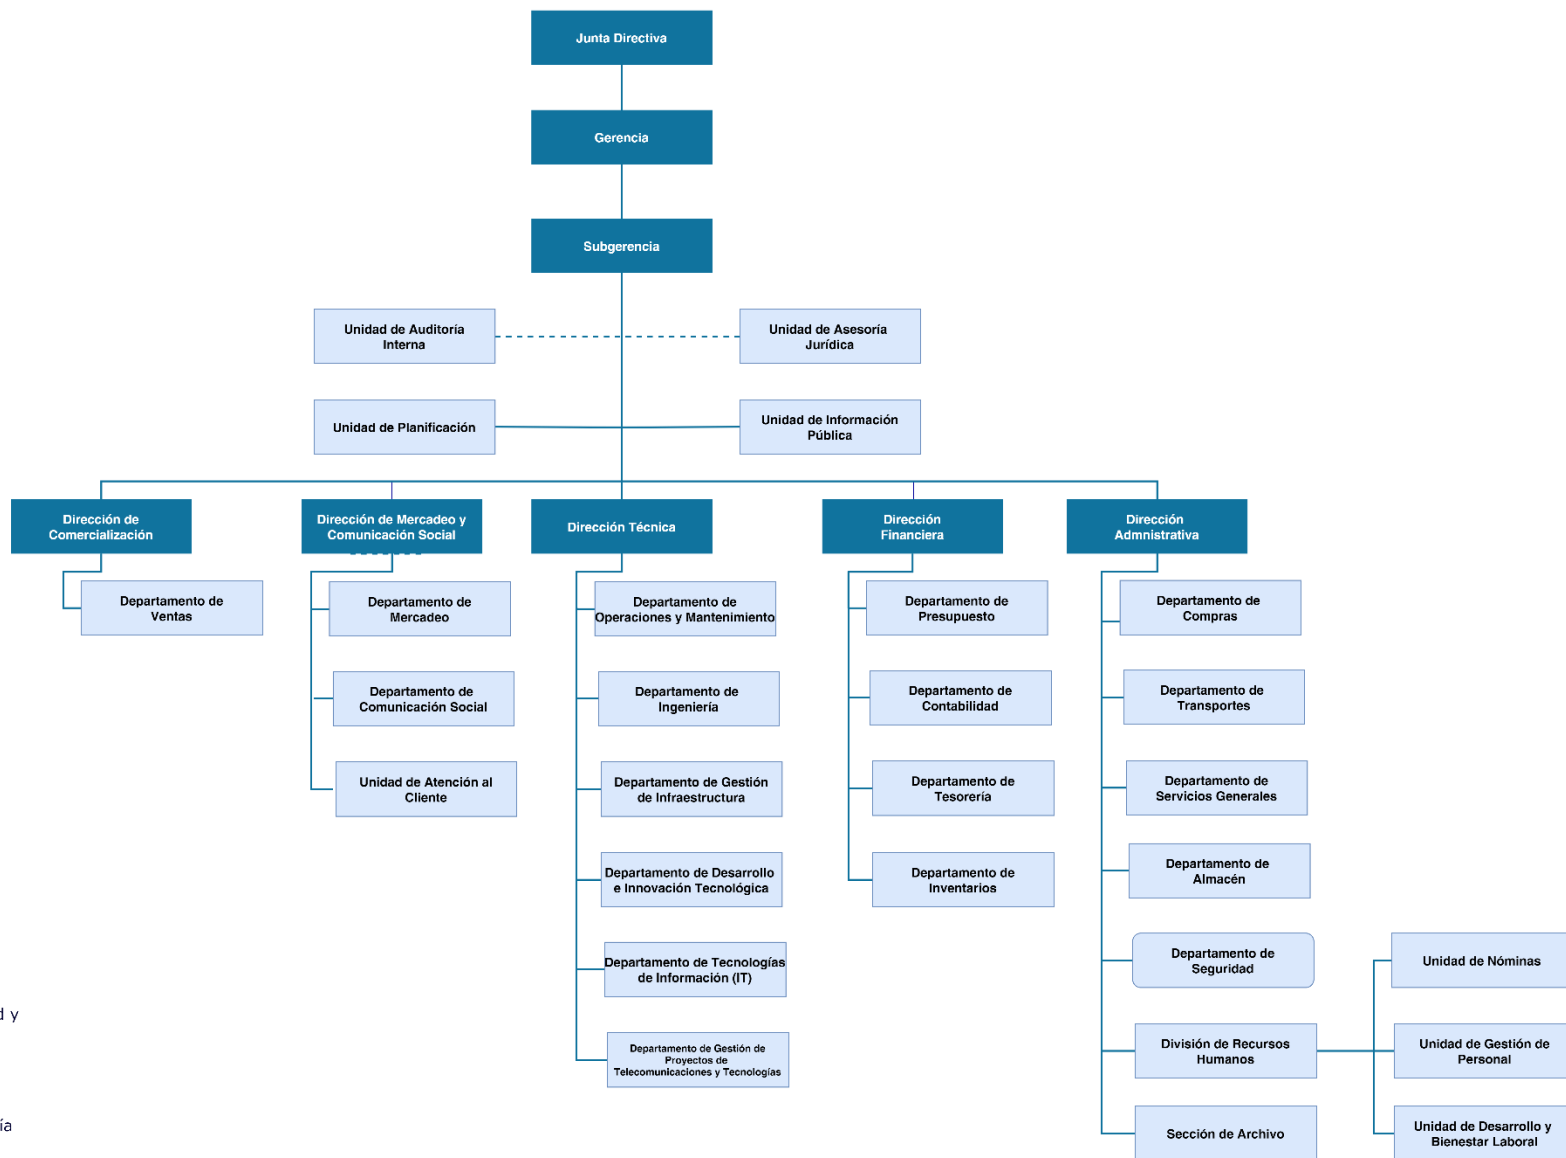 Junta Directiva
Gerencia
Subgerencia
Unidad de Auditoría
Interna
Unidad de Asesoría
Jurídica
Unidad de Planificación
Unidad de Información
Pública
Dirección de
Comercialización
Dirección de Mercadeo y
Comunicación Social
Dirección Técnica
Dirección
Financiera
Dirección
Admnistrativa
Departamento de
Ventas
Departamento de
Mercadeo
Departamento de
Comunicación Social
Unidad de Atención al
Cliente
Departamento de
Operaciones y Mantenimiento
Departamento de
Ingeniería
Departamento de Gestión
de Infraestructura
Departamento de Desarrollo
e Innovación Tecnológica
Departamento de Tecnologías
de Información (IT)
Departamento de Gestión de
Proyectos de
Telecomunicaciones y Tecnologías
Departamento de
Presupuesto
Departamento de
Contabilidad
Departamento de
Tesorería
Departamento de
Inventarios
Departamento de
Compras
Departamento de
Transportes
Departamento de
Servicios Generales
Departamento de
Almacén
Departamento de
Seguridad
División de Recursos
Humanos
Sección de Archivo
Unidad de Nóminas
Unidad de Gestión de
Personal
Unidad de Desarrollo y
Bienestar Laboral
y